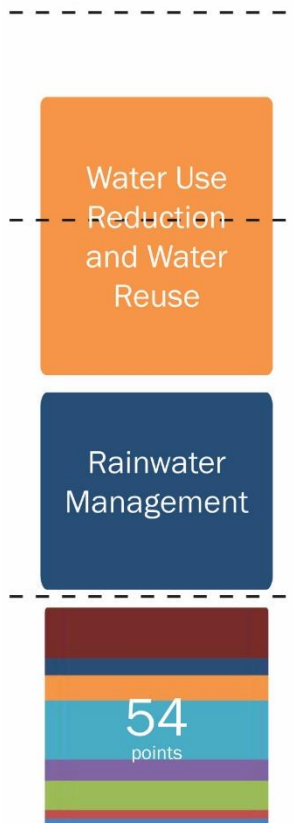 Water Use
Reduction
and Water
Reuse
Rainwater
Management
54
points